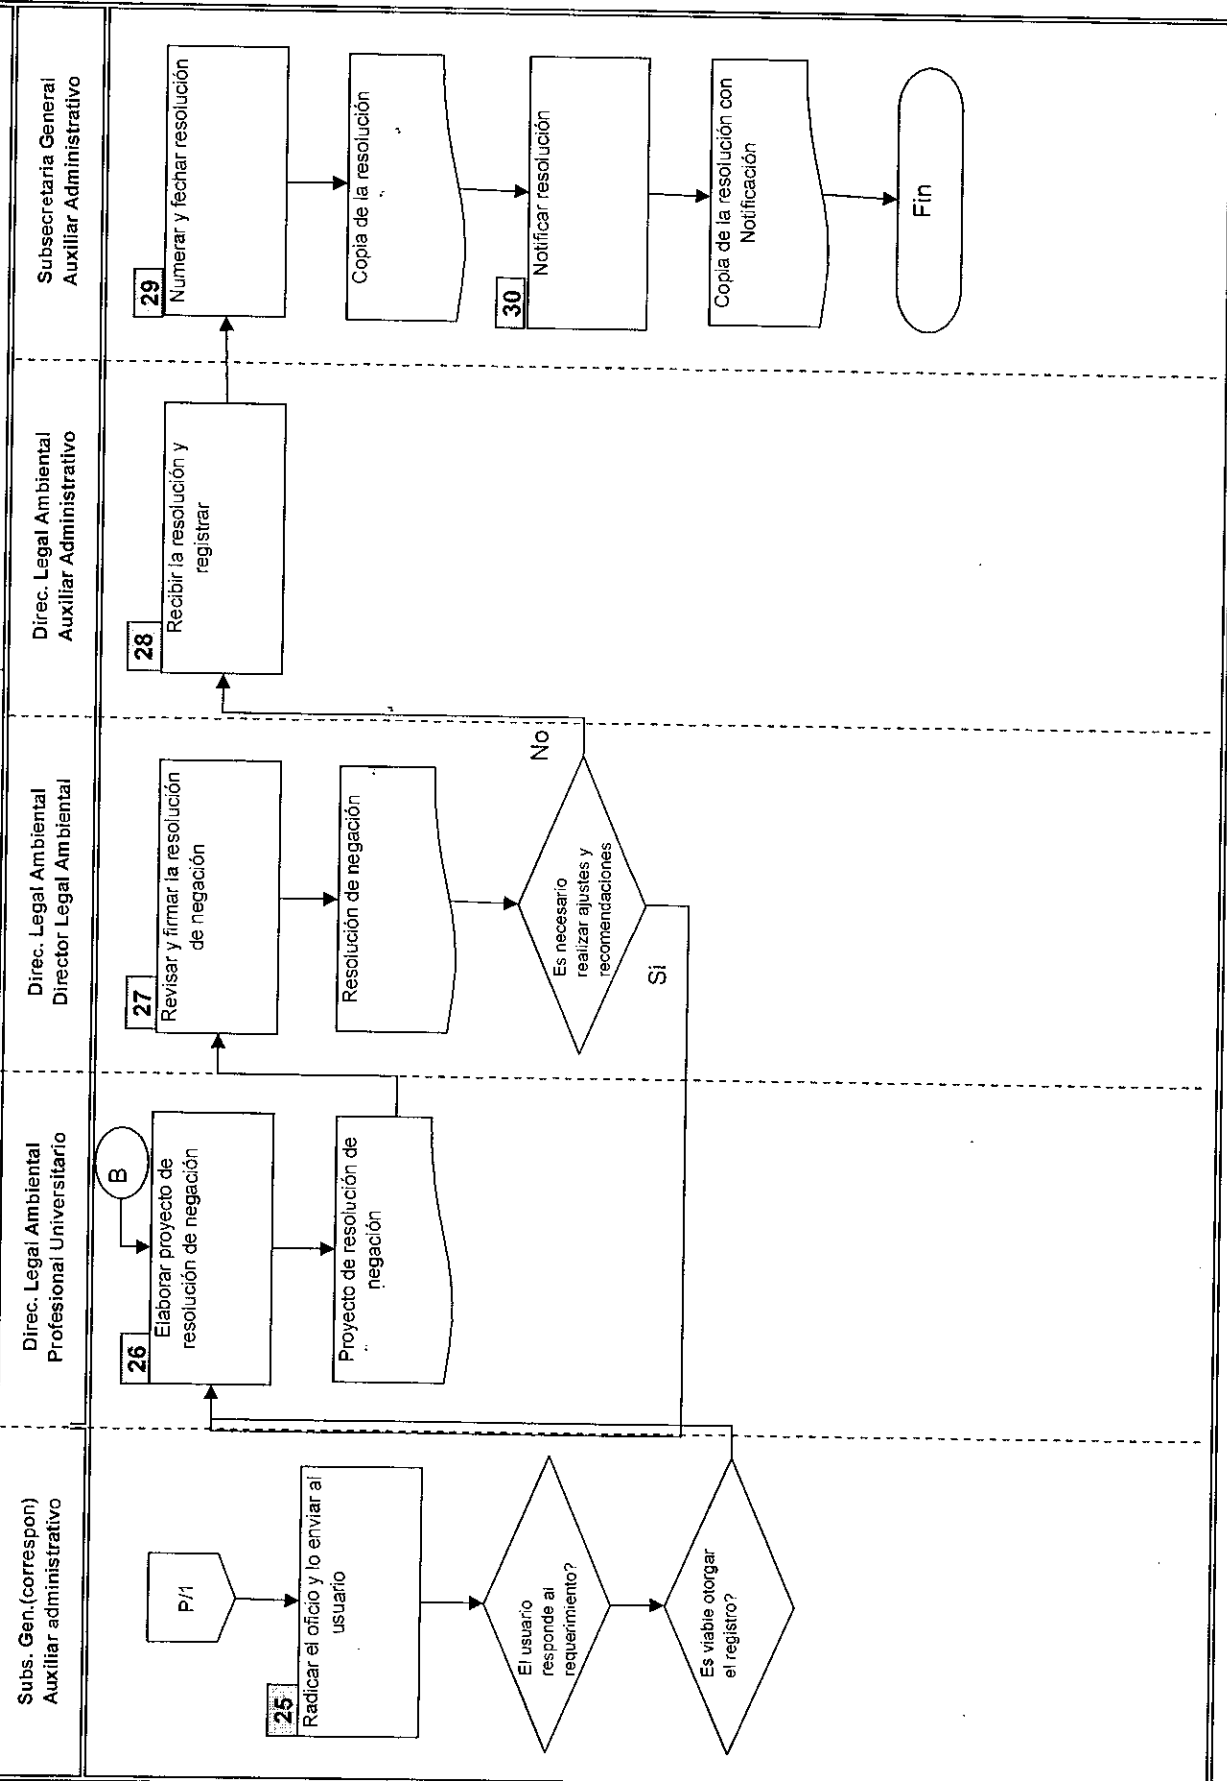 Subs. Gen.(correspon)
Auxiliar administrativo
Direc. Legal Ambiental
Profesional Universitario
Direc. Legal Ambiental
Director Legal Ambiental
Direc. Legal Ambiental
Auxiliar Administrativo
Subsecretaria General
Auxiliar Administrativo
P/1
25
Radicar el oficio y lo enviar al
usuario
El usuario
responde al
requerimiento?
Es viable otorgar
el registro?
B
26
Elaborar proyecto de
resolución de negación
Proyecto de resolución de
negación
27
Revisar y firmar la resolución
de negación
Resolución de negación
Es necesario
realizar ajustes y
recomendaciones
No
Si
28
Recibir la resolución y
registrar
29
Numerar y fechar resolución
Copia de la resolución
30
Notificar resolución
Copia de la resolución con
Notificación
Fin